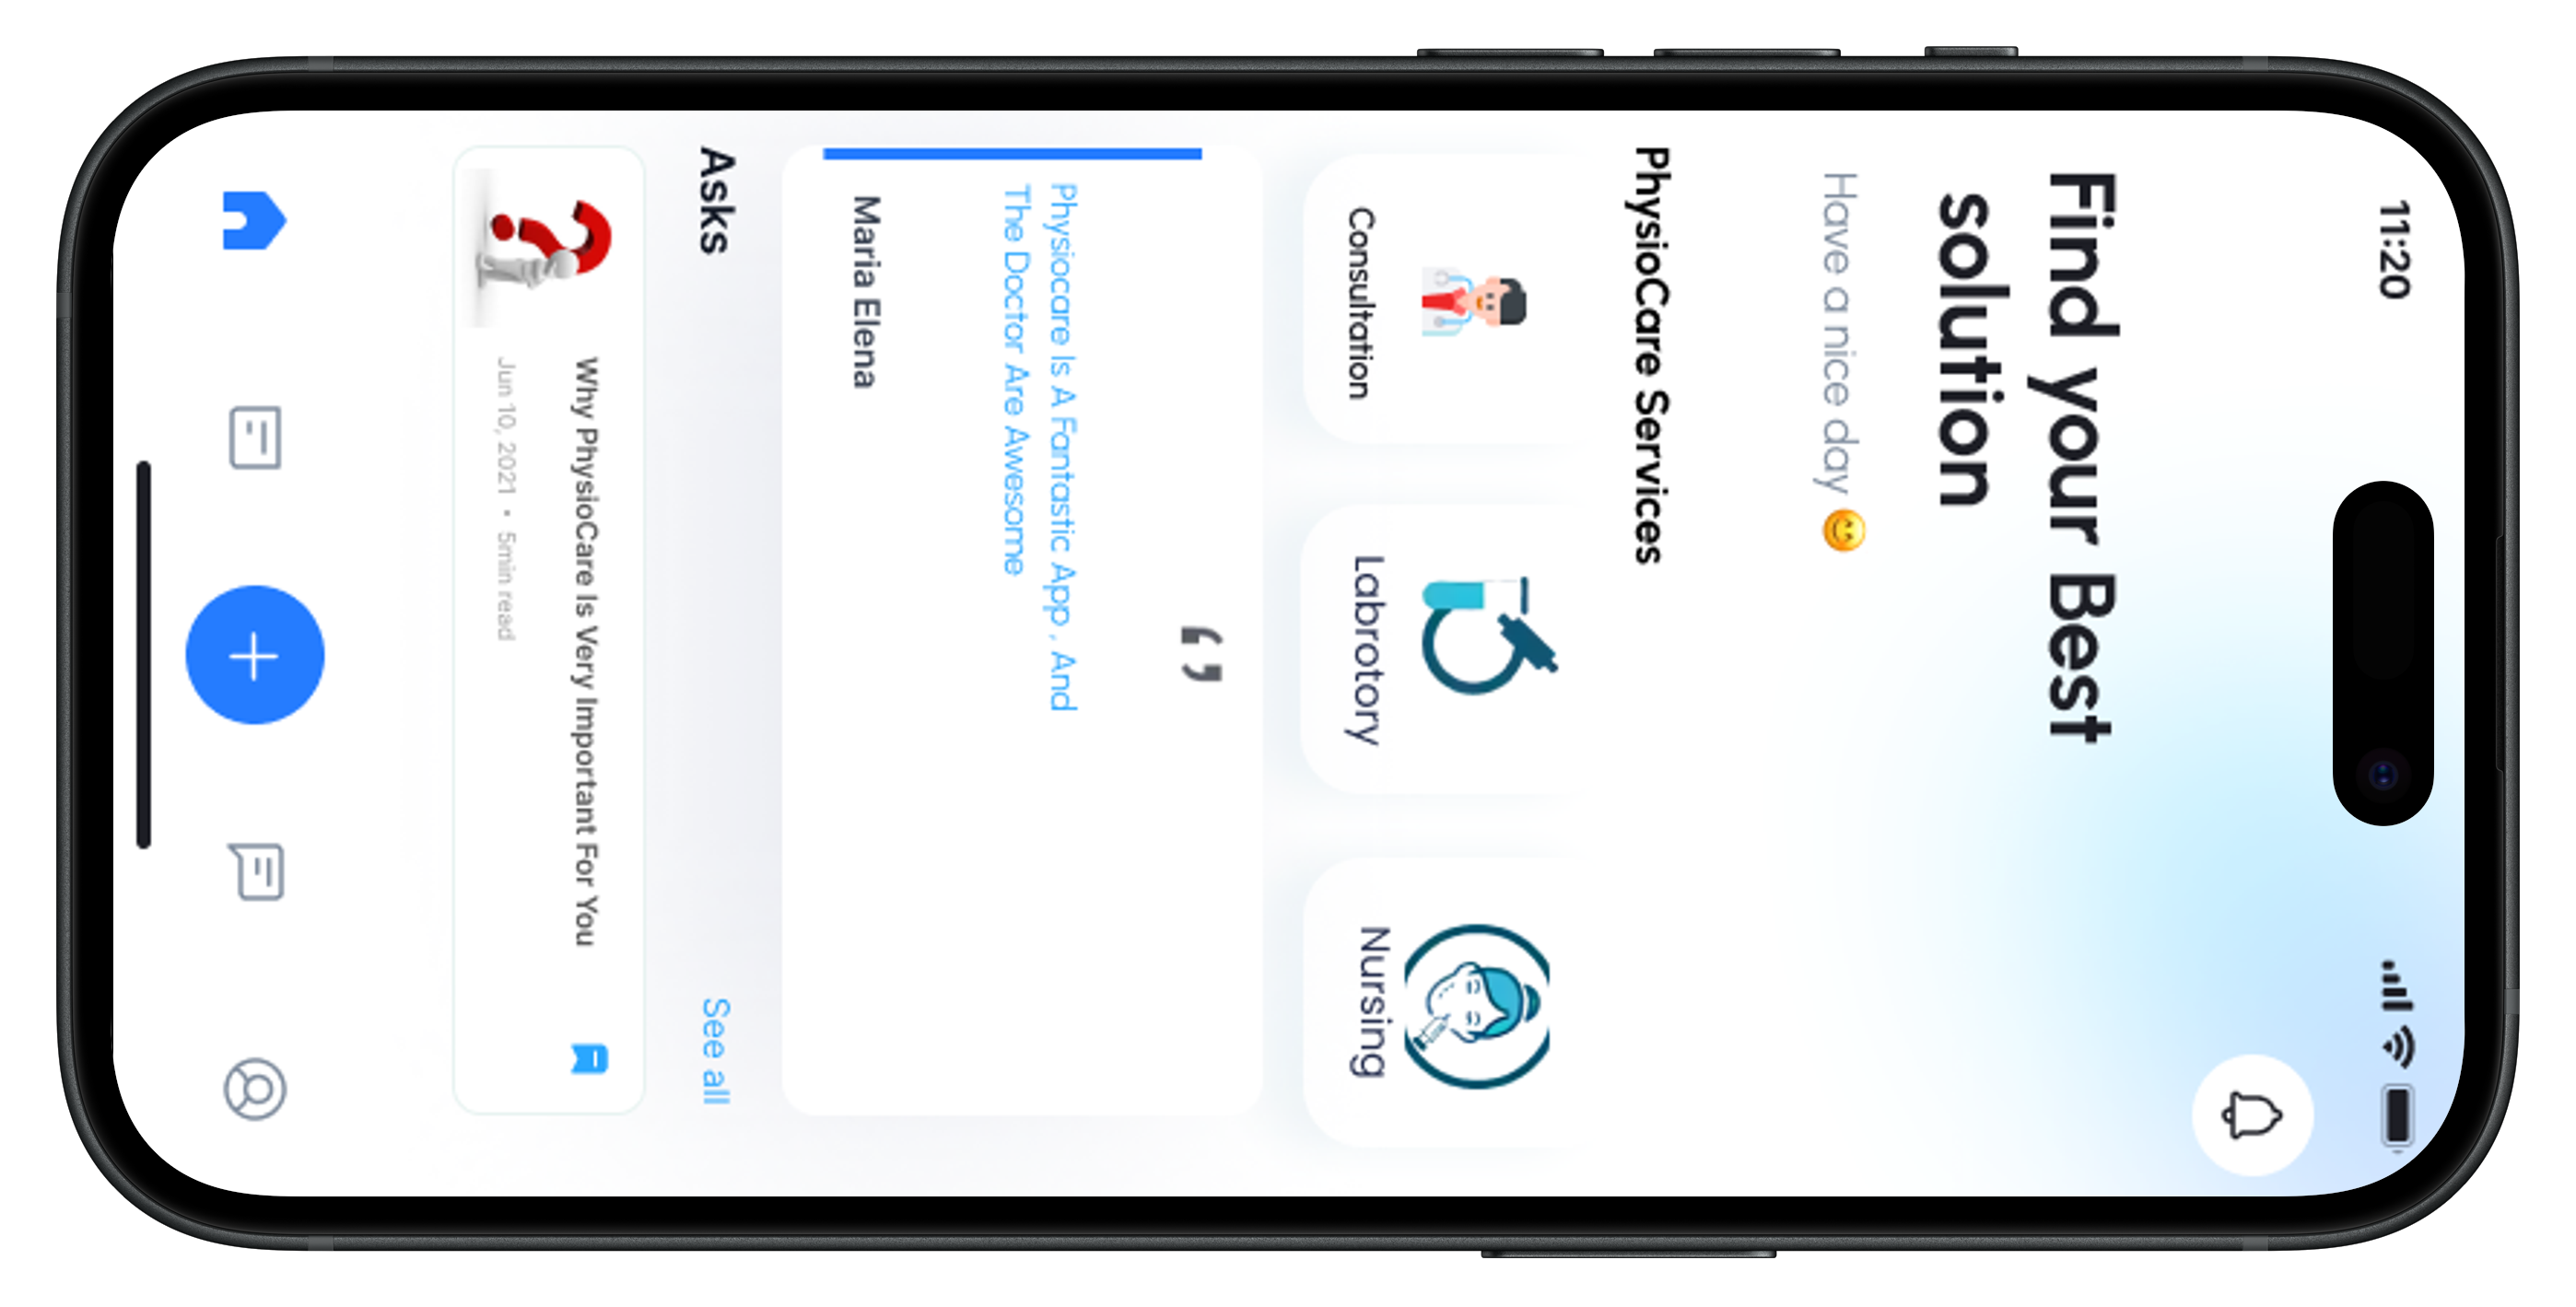 11:20
Find your Best
solution
Have a nice day 😊
PhysioCare Services
Consultation
Labrotory
Nursing
Physiocare Is A Fantastic App , And
The Doctor Are Awesome
Maria Elena
Asks
See all
Why PhysioCare Is Very Important For You
Jun 10, 2021 • 5min read